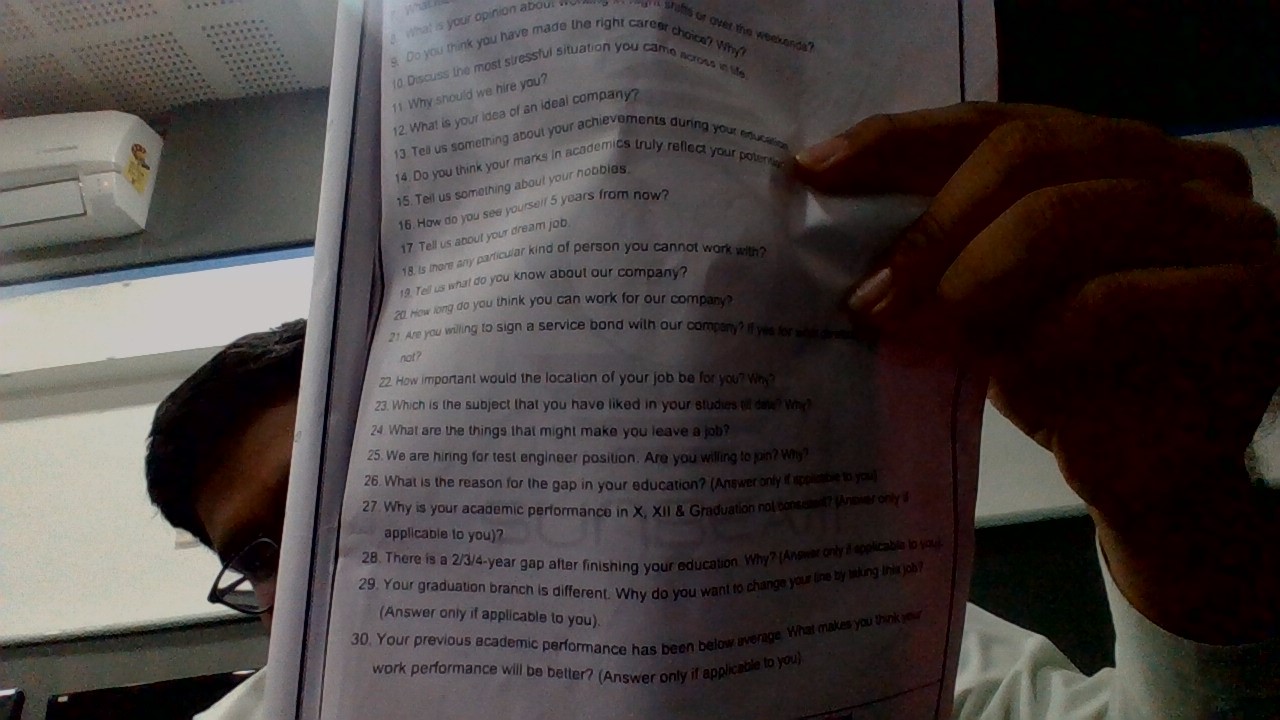 8. What is your opinion about working in night shifts or over the weekends?
9. Do you think you have made the right career choice? Why?
10. Discuss the most stressful situation you came across in life.
11. Why should we hire you?
12. What is your idea of an ideal company?
13. Tell us something about your achievements during your education
14. Do you think your marks in academics truly reflect your
15. Tell us something about your hobbies.
16. How do you see yourself 5 years from now?
17. Tell us about your dream job.
18. Is there any particular kind of person you cannot work with?
19. Tell us what do you know about our company?
20. How long do you think you can work for our company?
21. Are you willing to sign a service bond with our company? If yes for what
not?
22. How important would the location of your job be for you? Why?
23. Which is the subject that you have liked in your studies till date? Why?
24. What are the things that might make you leave a job?
25. We are hiring for test engineer position. Are you willing to join? Why?
26. What is the reason for the gap in your education? (Answer only if applicable to you)
27. Why is your academic performance in X, XII & Graduation not consistent? (Answer only if
applicable to you)?
28. There is a 2/3/4-year gap after finishing your education. Why? (Answer only if applicable to you).
29. Your graduation branch is different. Why do you want to change your line by taking this job?
(Answer only if applicable to you).
30. Your previous academic performance has been below average. What makes you think your
work performance will be better? (Answer only if applicable to you)
SUNBEAM